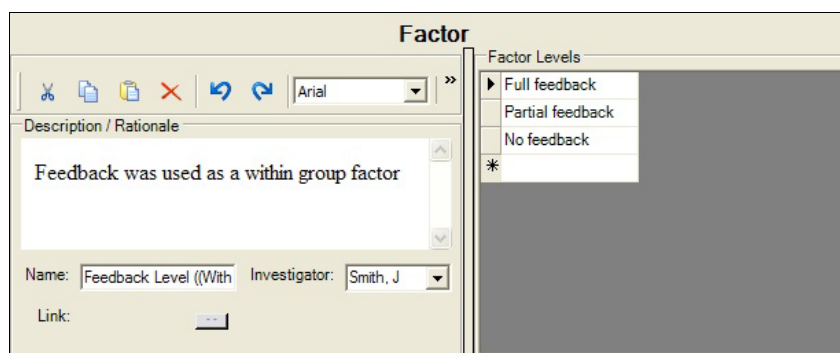 Factor
Arial
»
Description / Rationale
Feedback was used as a within group factor
Name: Feedback Level ((With Investigator: Smith, J
Link: --
Factor Levels
Full feedback
Partial feedback
No feedback
*